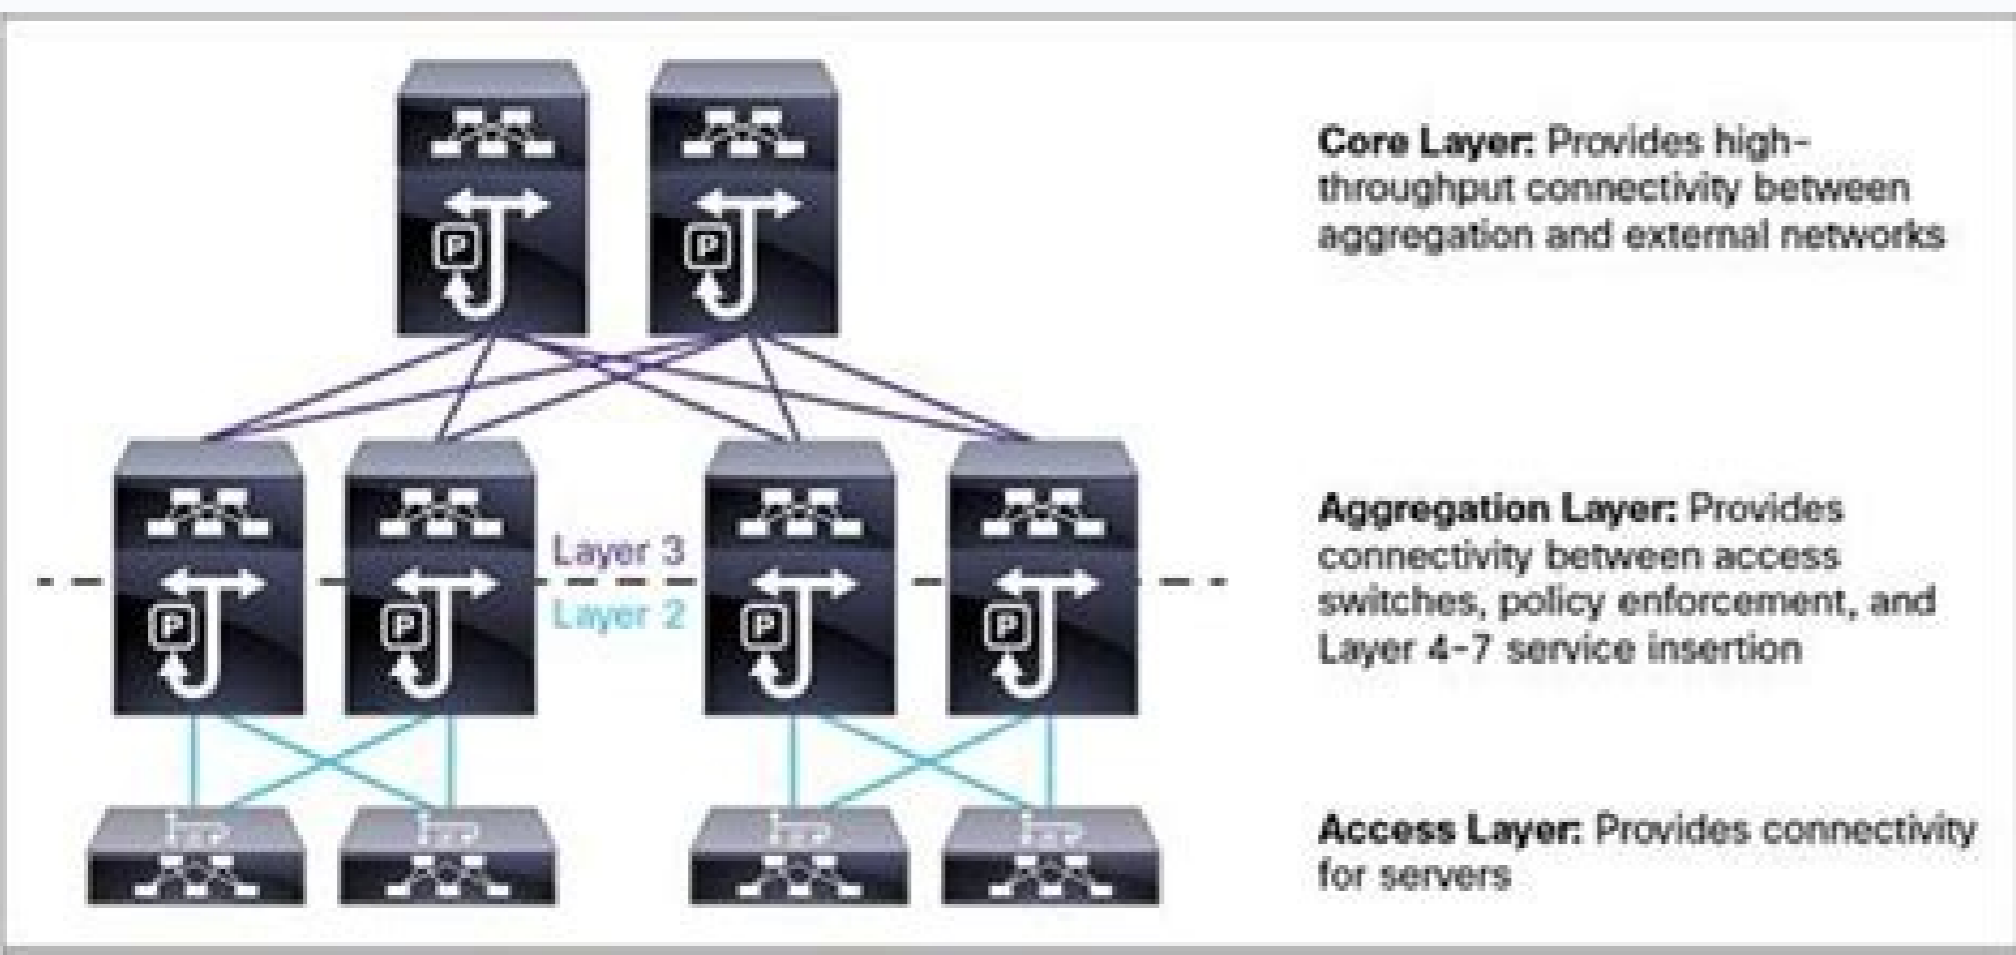 Core Layer: Provides high-
throughput connectivity between
aggregation and external networks
P
P
Layer 3
Layer 2
Aggregation Layer: Provides
connectivity between access
switches, policy enforcement, and
Layer 4-7 service insertion
P
P
P
P
Access Layer: Provides connectivity
for servers